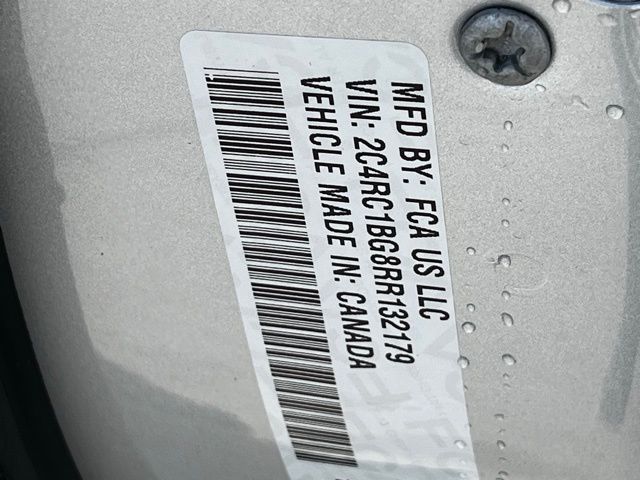 MFD BY: FCA US LLC
VIN: 2C4RC1BG8RR132179
VEHICLE MADE IN: CANADA